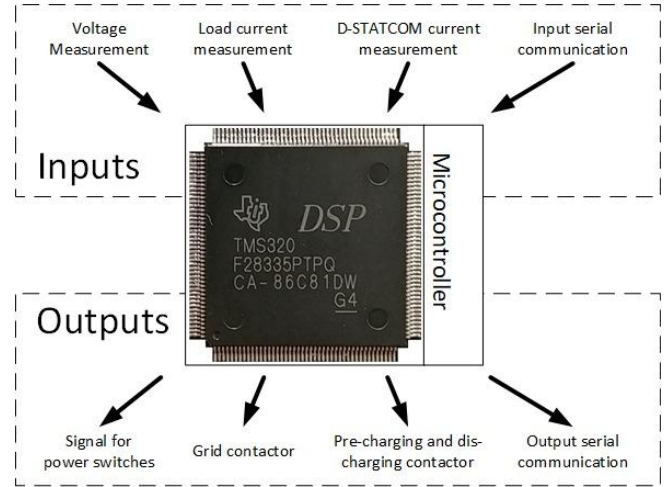 Voltage
Measurement
Load current
measurement
D-STATCOM current
measurement
Input serial
communication
Inputs
Microcontroller
DSP
TMS320
F28335PTPQ
CA-86C81DW
G4
Outputs
Signal for
power switches
Grid contactor
Pre-charging and dis-
charging contactor
Output serial
communication